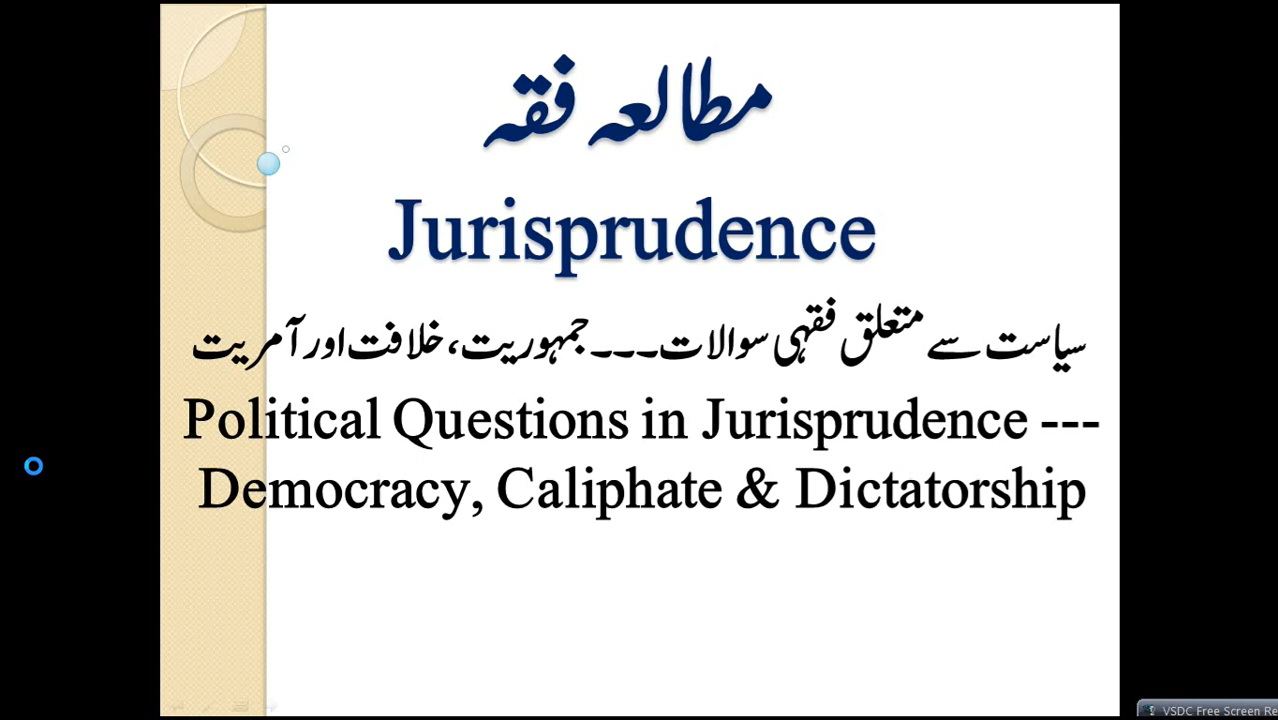 مطالعہ فقہ
Jurisprudence
سیاست سے متعلق فقہی سوالات۔۔۔جمہوریت، خلافت اور آمریت
Political Questions in Jurisprudence ---
Democracy, Caliphate & Dictatorship
VSDC Free Screen Re